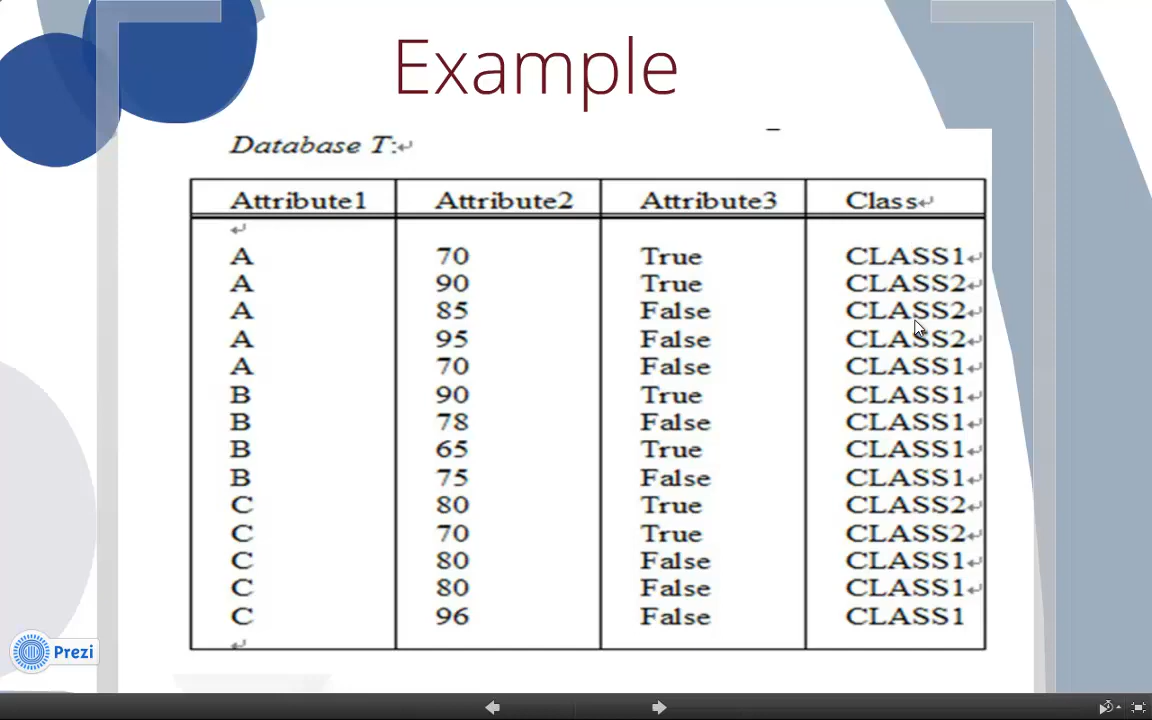 Example
Database T:
Attribute1 Attribute2 Attribute3 Class
A 70 True CLASS1
A 90 True CLASS2
A 85 False CLASS2
A 95 False CLASS2
A 70 False CLASS1
B 90 True CLASS1
B 78 False CLASS1
B 65 True CLASS1
B 75 False CLASS1
C 80 True CLASS2
C 70 True CLASS2
C 80 False CLASS1
C 80 False CLASS1
C 96 False CLASS1
Prezi